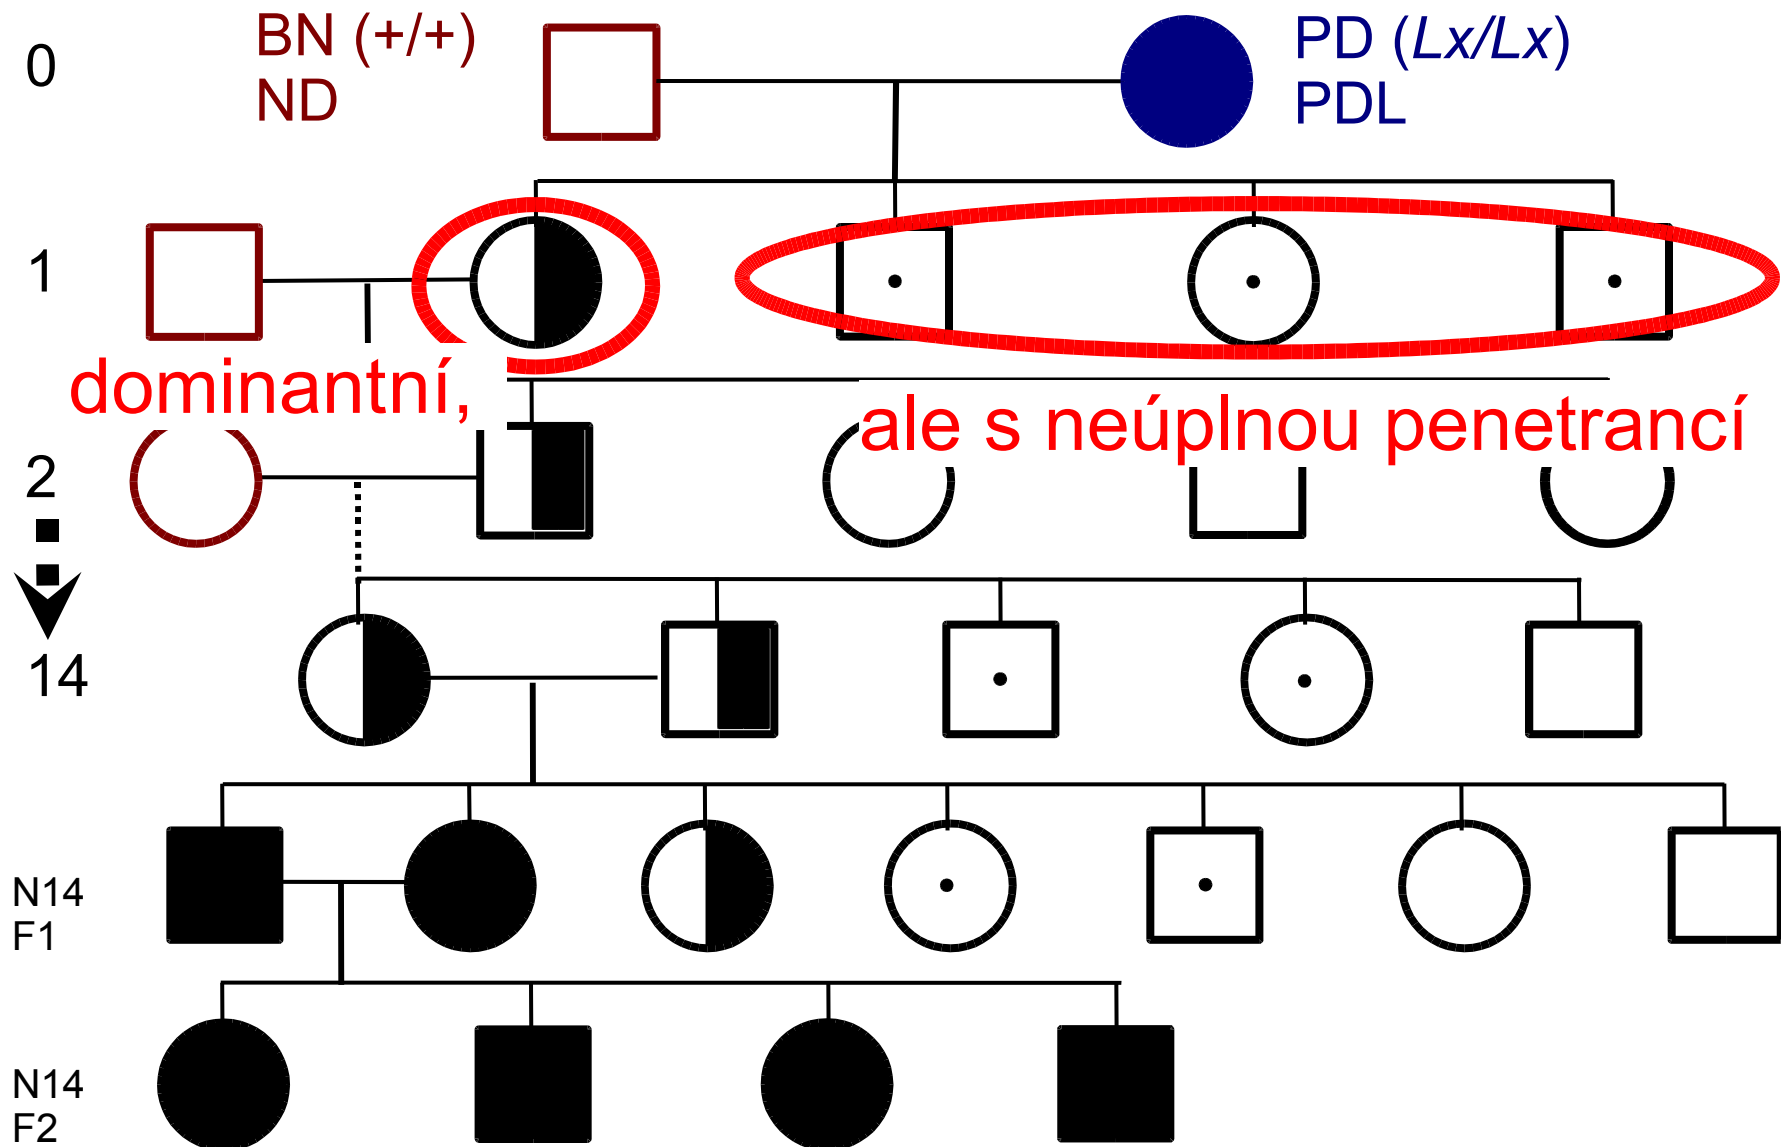 0
BN (+/+)
ND
PD (Lx/Lx)
PDL
1
dominantní,
ale s neúplnou penetrancí
2
14
N14
F1
N14
F2